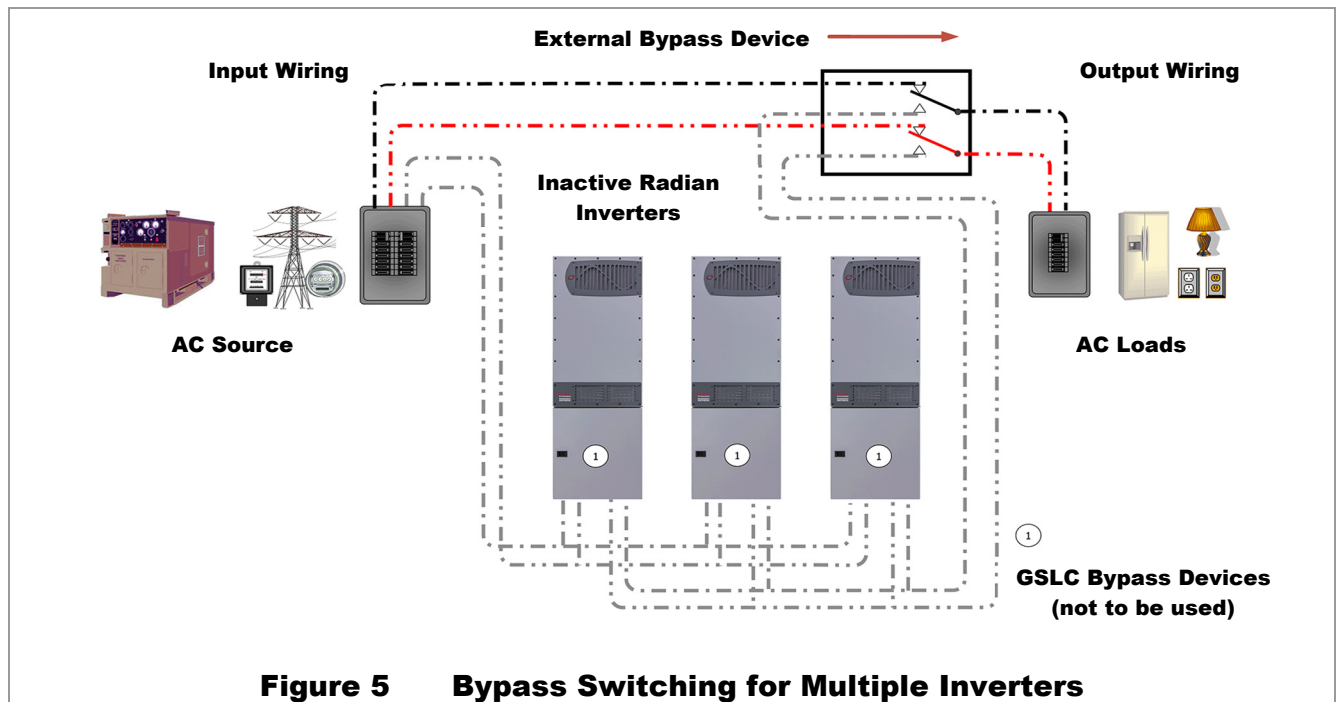 External Bypass Device
Input Wiring
Output Wiring
Inactive Radian
Inverters
AC Source
AC Loads
1
1
1
1
GSLC Bypass Devices
(not to be used)
Figure 5 Bypass Switching for Multiple Inverters